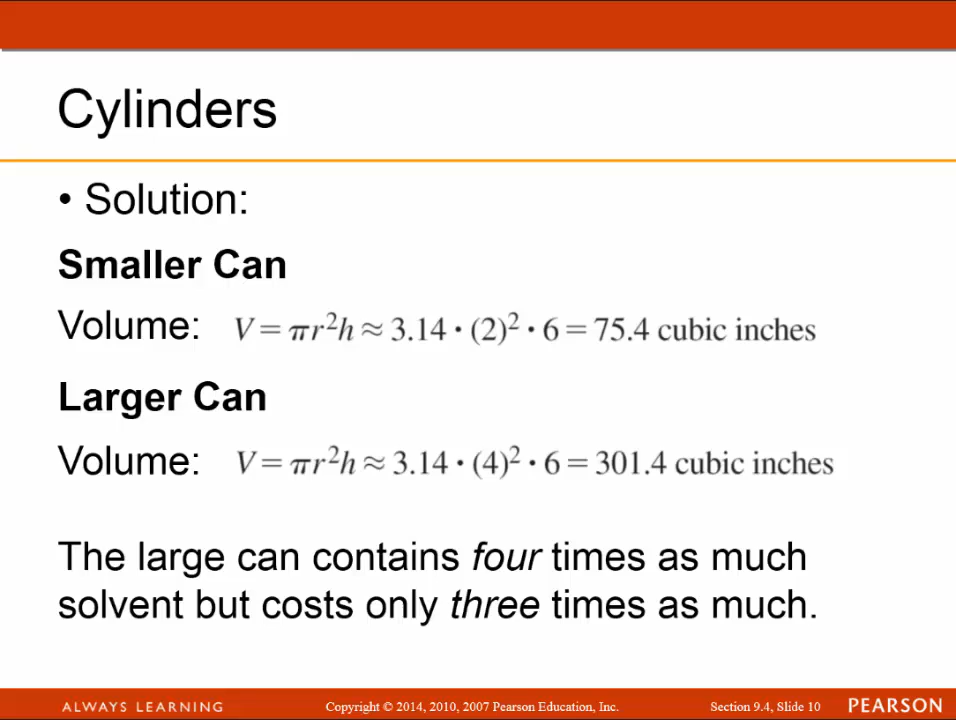 Cylinders
• Solution:
Smaller Can
Volume: V = πr²h ≈ 3.14 · (2)² · 6 = 75.4 cubic inches
Larger Can
Volume: V = πr²h ≈ 3.14 · (4)² · 6 = 301.4 cubic inches
The large can contains four times as much
solvent but costs only three times as much.
ALWAYS LEARNING Copyright © 2014, 2010, 2007 Pearson Education, Inc. Section 9.4, Slide 10 PEARSON